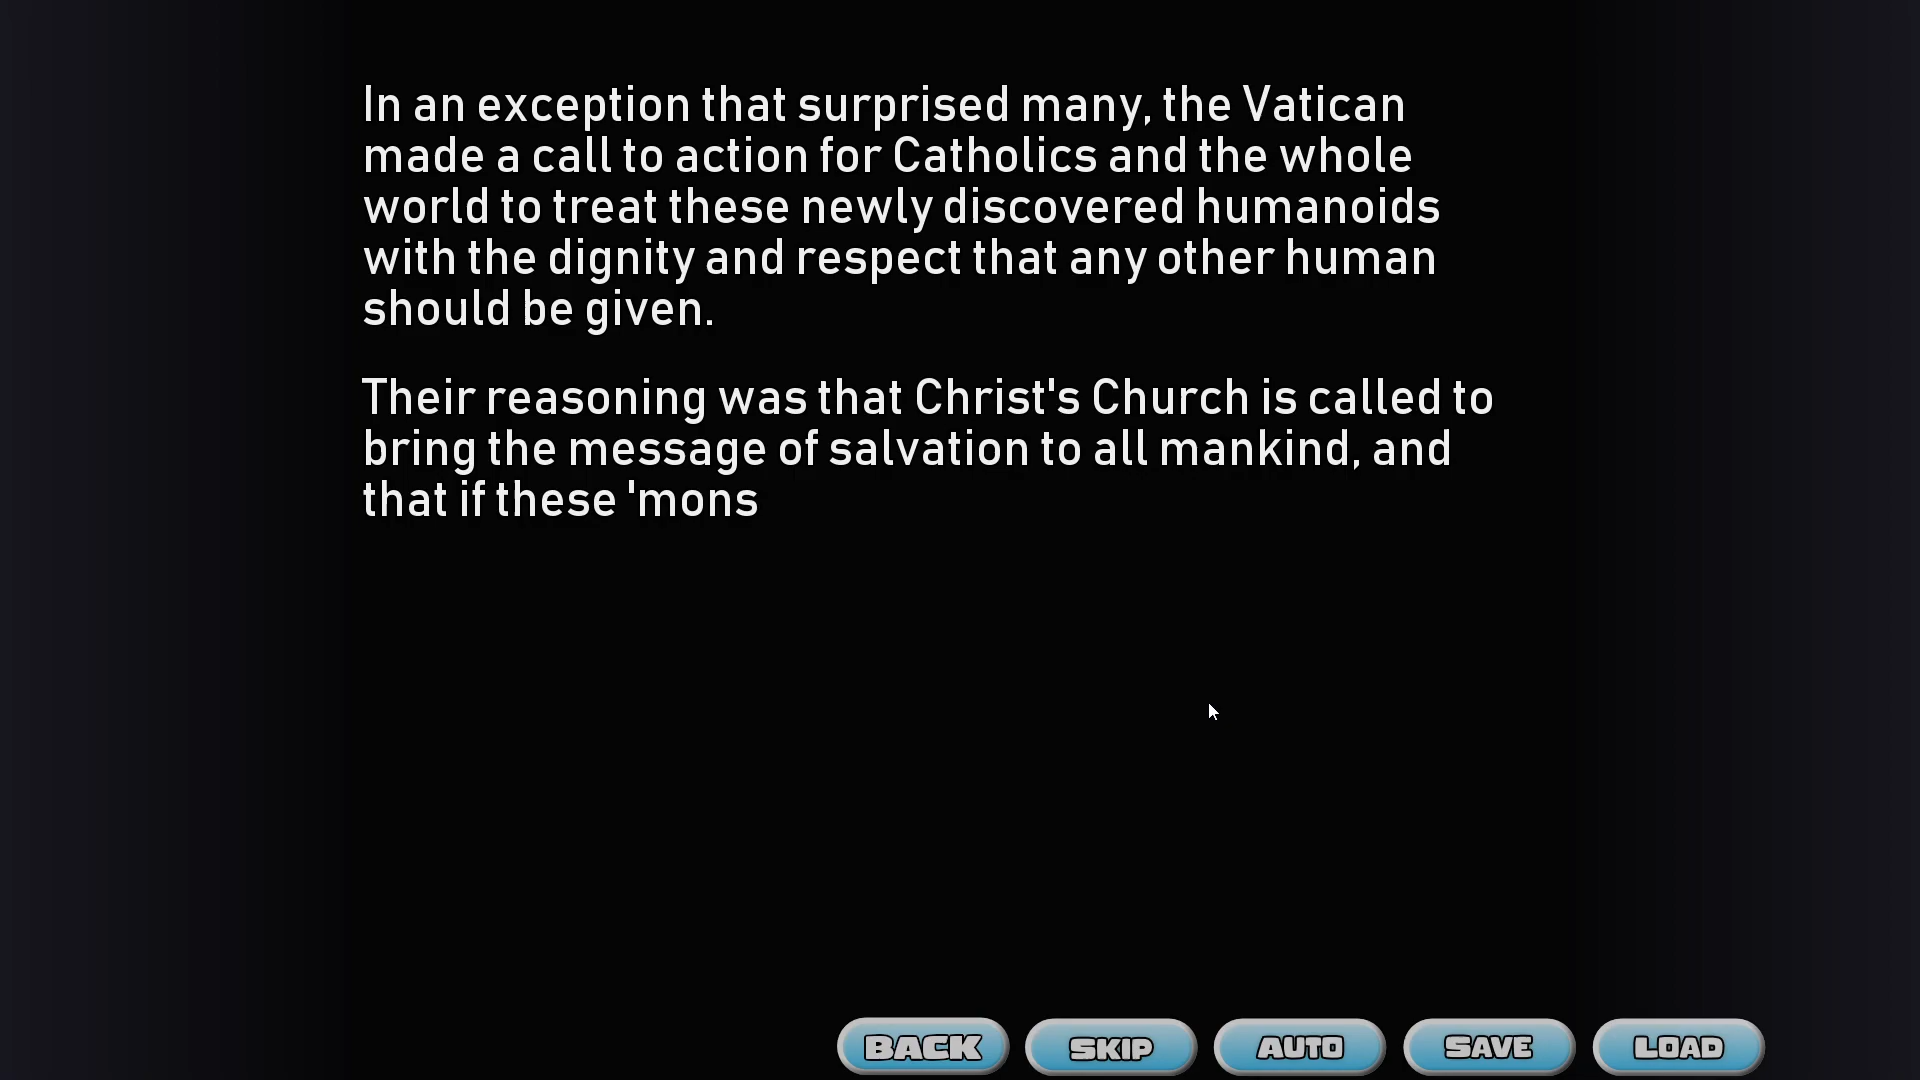 In an exception that surprised many, the Vatican
made a call to action for Catholics and the whole
world to treat these newly discovered humanoids
with the dignity and respect that any other human
should be given.
Their reasoning was that Christ's Church is called to
bring the message of salvation to all mankind, and
that if these 'mons
BACK SKIP AUTO SAVE LOAD